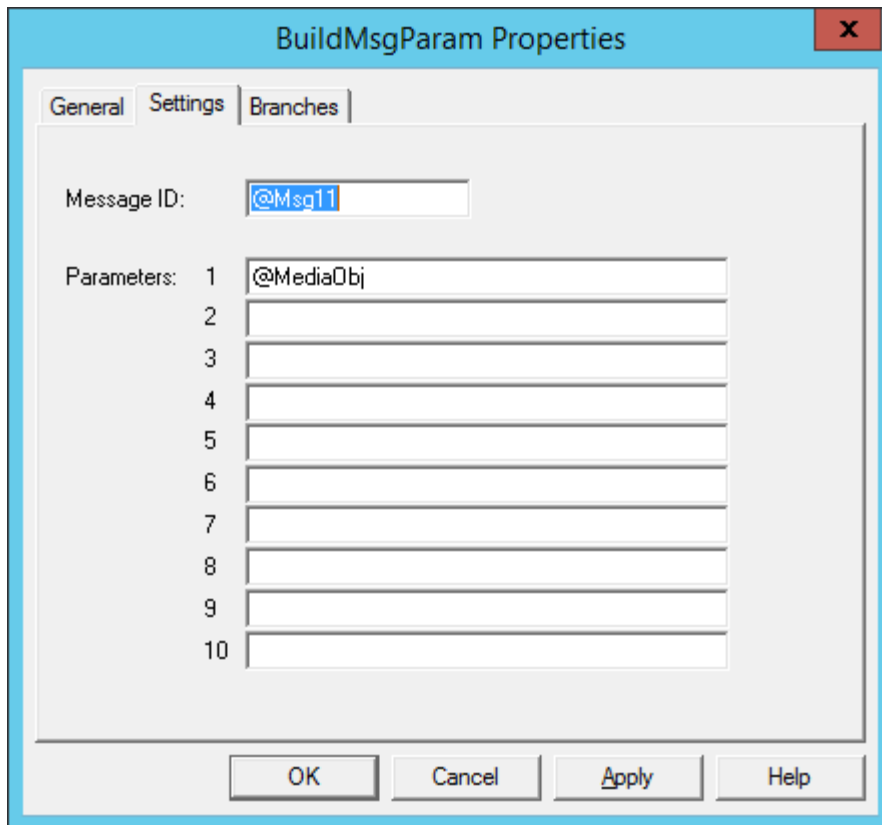 BuildMsgParam Properties
x
General Settings Branches
Message ID: @Msg11
Parameters: 1 @MediaObj
2
3
4
5
6
7
8
9
10
OK Cancel Apply Help